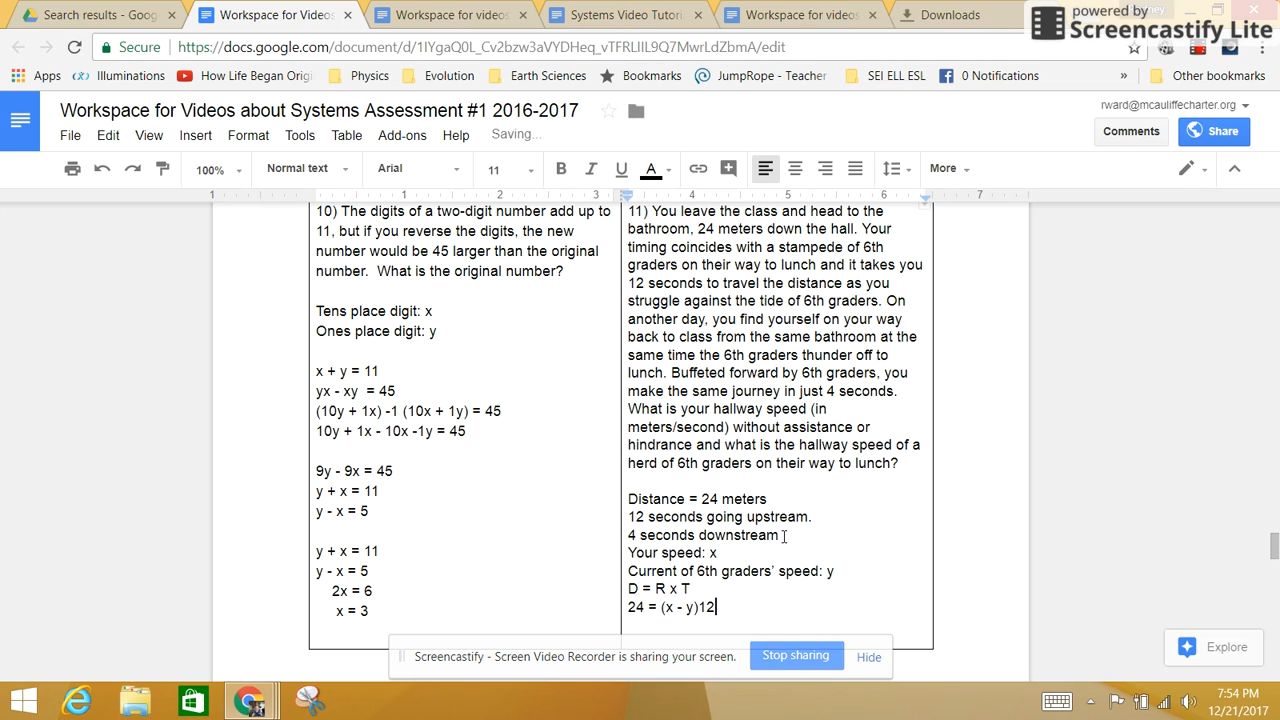 Search results - Goog
Workspace for Videos
Workspace for videos
Systems Video Tutori
Workspace for videos
Downloads
powered by
Screencastify Lite
Secure
Apps
Illuminations
How Life Began Origi
Physics
Evolution
Earth Sciences
Bookmarks
JumpRope - Teacher
SEI ELL ESL
0 Notifications
»
Other bookmarks
Workspace for Videos about Systems Assessment #1 2016-2017
rward@mcauliffecharter.org
File Edit View Insert Format Tools Table Add-ons Help Saving...
Comments
Share
100% Normal text Arial 11 B I U A More
1 1 2 3 4 5 6 7
10) The digits of a two-digit number add up to
11, but if you reverse the digits, the new
number would be 45 larger than the original
number. What is the original number?
Tens place digit: x
Ones place digit: y
x + y = 11
yx - xy = 45
(10y + 1x) -1 (10x + 1y) = 45
10y + 1x - 10x -1y = 45
9y - 9x = 45
y + x = 11
y - x = 5
y + x = 11
y - x = 5
2x = 6
x = 3
11) You leave the class and head to the
bathroom, 24 meters down the hall. Your
timing coincides with a stampede of 6th
graders on their way to lunch and it takes you
12 seconds to travel the distance as you
struggle against the tide of 6th graders. On
another day, you find yourself on your way
back to class from the same bathroom at the
same time the 6th graders thunder off to
lunch. Buffeted forward by 6th graders, you
make the same journey in just 4 seconds.
What is your hallway speed (in
meters/second) without assistance or
hindrance and what is the hallway speed of a
herd of 6th graders on their way to lunch?
Distance = 24 meters
12 seconds going upstream.
4 seconds downstream
Your speed: x
Current of 6th graders' speed: y
D = R x T
24 = (x - y)12
Screencastify - Screen Video Recorder is sharing your screen.
Stop sharing
Hide
Explore
7:54 PM
12/21/2017